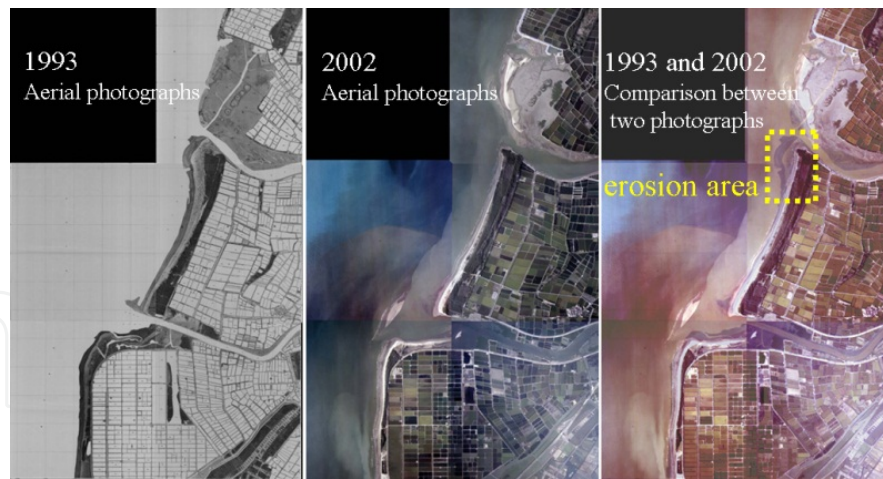 1993
Aerial photographs
2002
Aerial photographs
1993 and 2002
Comparison between
two photographs
erosion area